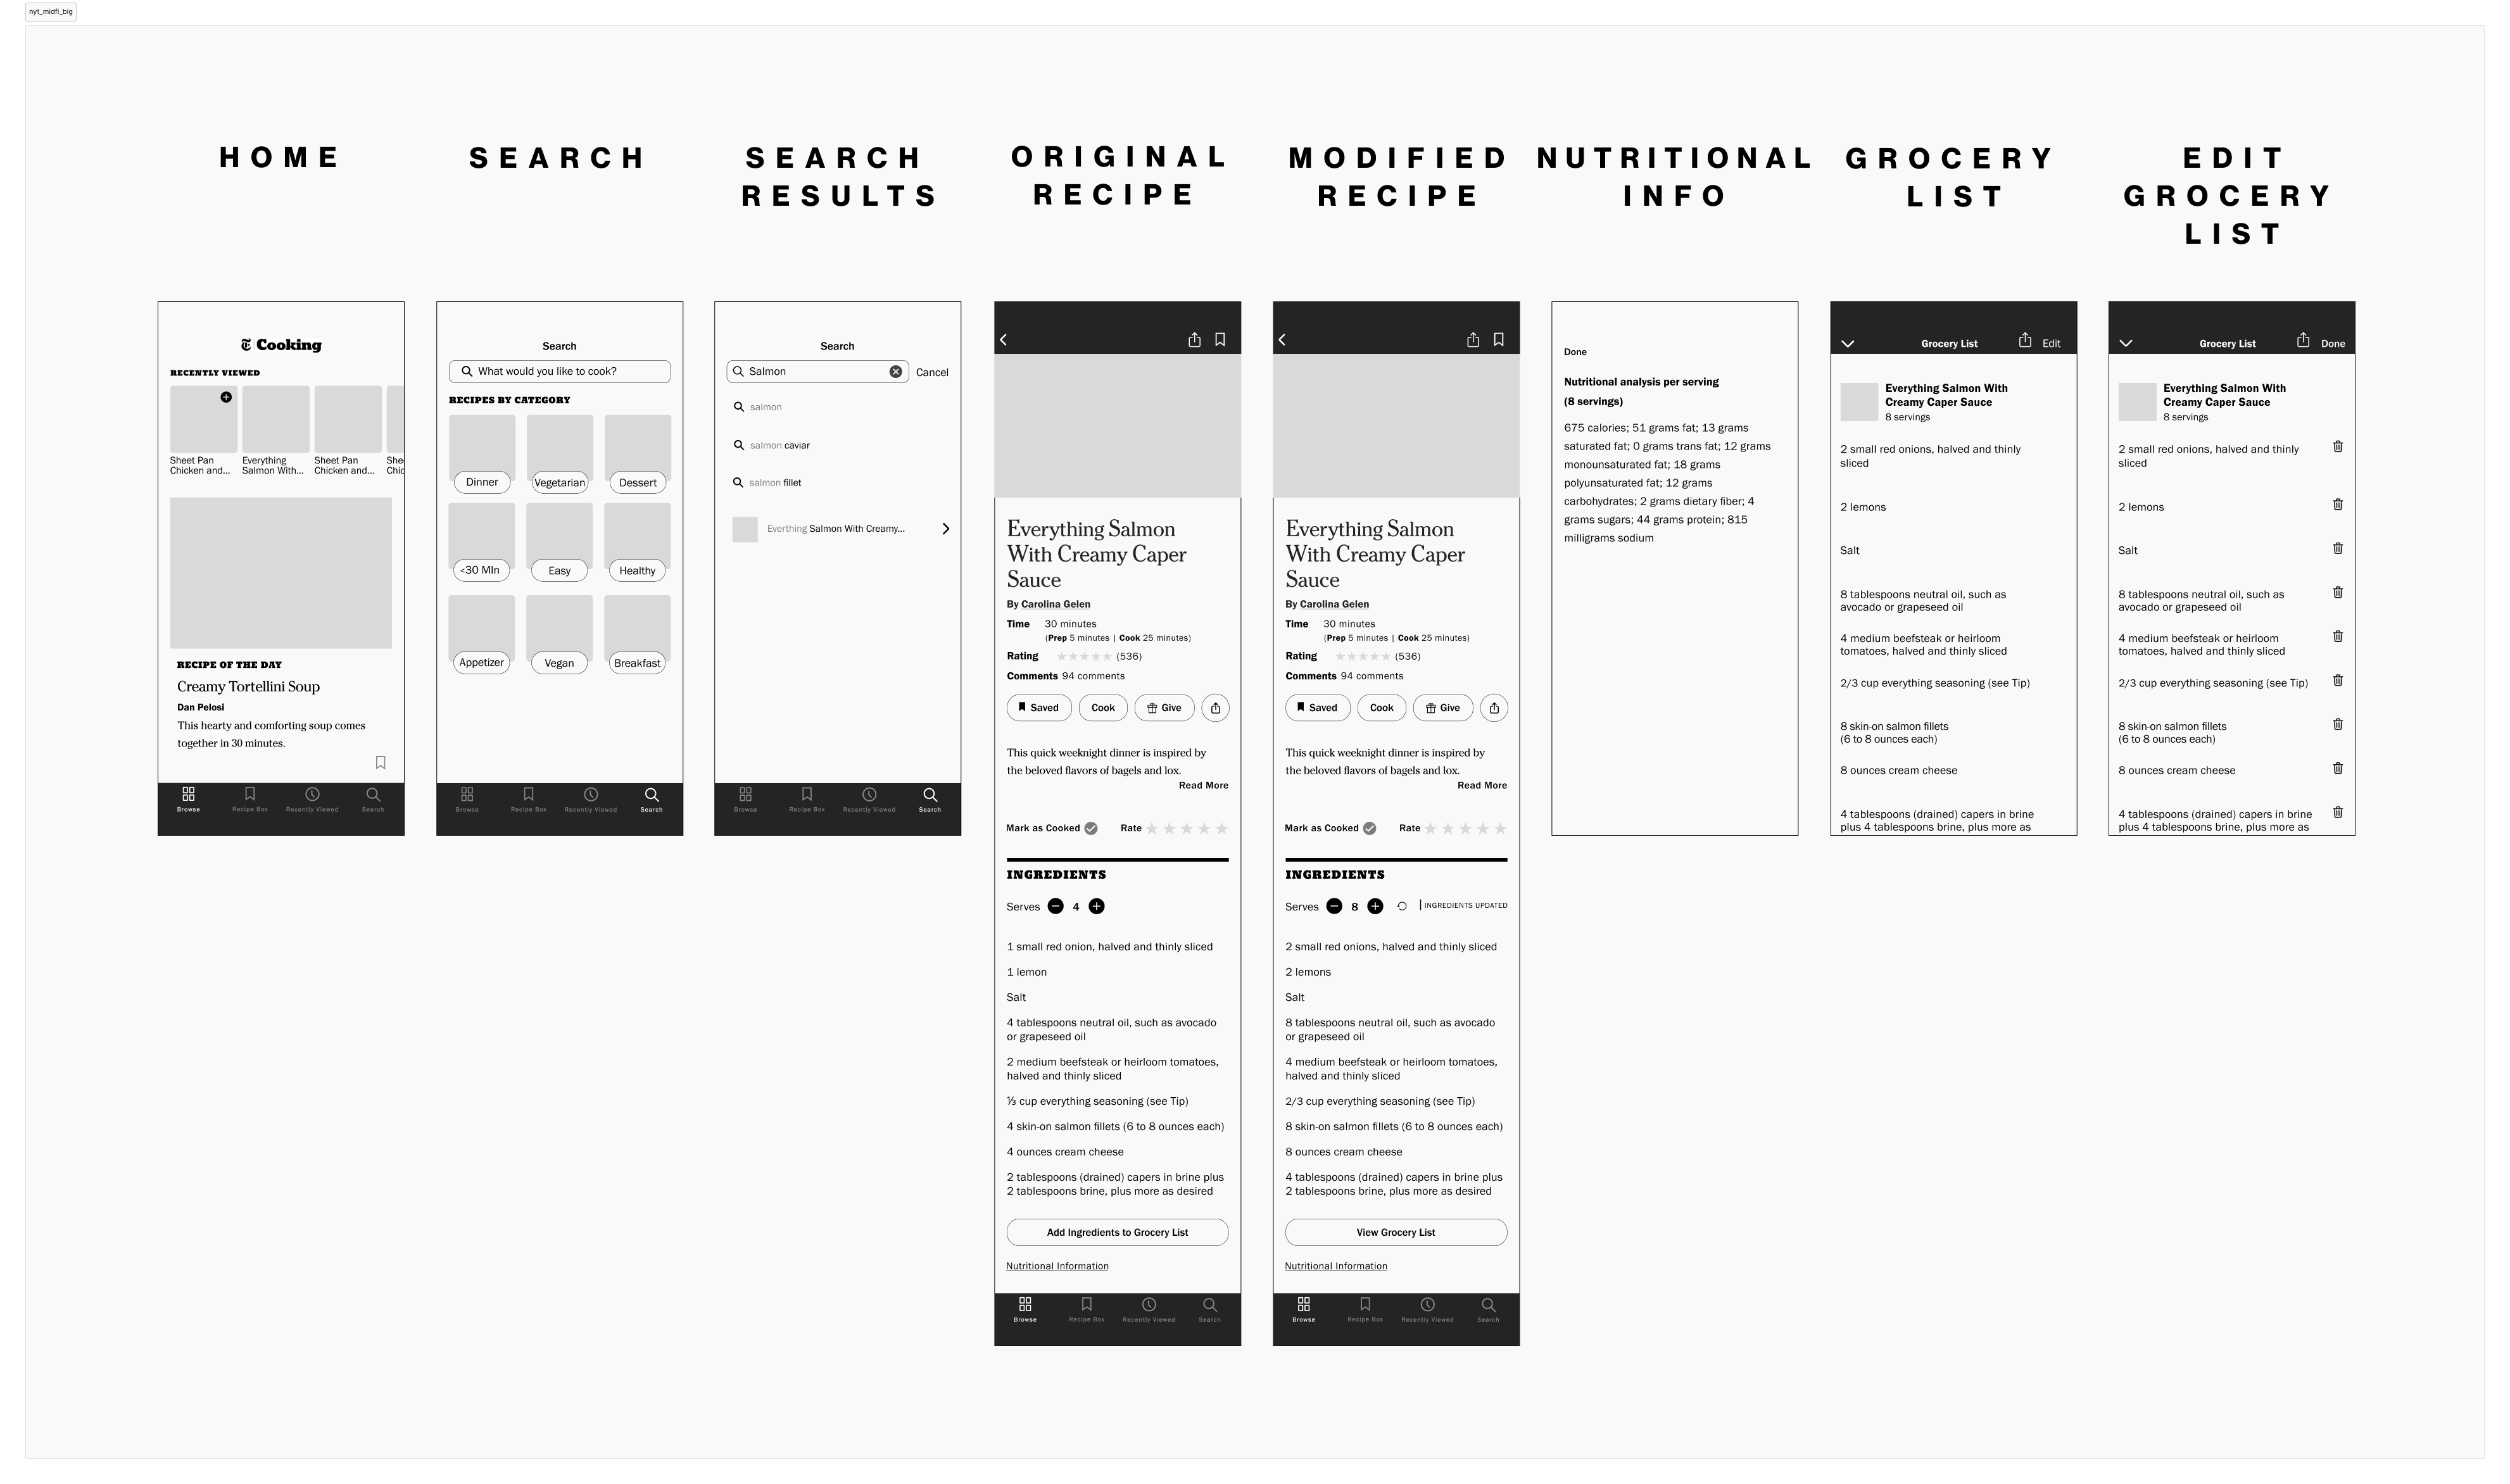 nyt_midfi_big
HOME
SEARCH
SEARCH
RESULTS
ORIGINAL
RECIPE
MODIFIED
RECIPE
NUTRITIONAL
INFO
GROCERY
LIST
EDIT
GROCERY
LIST
T Cooking
RECENTLY VIEWED
Sheet Pan
Chicken and...
Everything
Salmon With...
Sheet Pan
Chicken and...
Shee
Chic
RECIPE OF THE DAY
Creamy Tortellini Soup
Dan Pelosi
This hearty and comforting soup comes
together in 30 minutes.
Browse
Recipe Box
Recently Viewed
Search
Search
What would you like to cook?
RECIPES BY CATEGORY
Dinner
Vegetarian
Dessert
<30 MIn
Easy
Healthy
Appetizer
Vegan
Breakfast
Browse
Recipe Box
Recently Viewed
Search
Search
Salmon
Cancel
salmon
salmon caviar
salmon fillet
Everthing Salmon With Creamy...
Browse
Recipe Box
Recently Viewed
Search
Everything Salmon
With Creamy Caper
Sauce
By Carolina Gelen
Time 30 minutes
(Prep 5 minutes | Cook 25 minutes)
Rating (536)
Comments 94 comments
Saved
Cook
Give
This quick weeknight dinner is inspired by
the beloved flavors of bagels and lox.
Read More
Mark as Cooked
Rate
INGREDIENTS
Serves 4
1 small red onion, halved and thinly sliced
1 lemon
Salt
4 tablespoons neutral oil, such as avocado
or grapeseed oil
2 medium beefsteak or heirloom tomatoes,
halved and thinly sliced
⅓ cup everything seasoning (see Tip)
4 skin-on salmon fillets (6 to 8 ounces each)
4 ounces cream cheese
2 tablespoons (drained) capers in brine plus
2 tablespoons brine, plus more as desired
Add Ingredients to Grocery List
Nutritional Information
Browse
Recipe Box
Recently Viewed
Search
Everything Salmon
With Creamy Caper
Sauce
By Carolina Gelen
Time 30 minutes
(Prep 5 minutes | Cook 25 minutes)
Rating (536)
Comments 94 comments
Saved
Cook
Give
This quick weeknight dinner is inspired by
the beloved flavors of bagels and lox.
Read More
Mark as Cooked
Rate
INGREDIENTS
Serves 8
INGREDIENTS UPDATED
2 small red onions, halved and thinly sliced
2 lemons
Salt
8 tablespoons neutral oil, such as avocado
or grapeseed oil
4 medium beefsteak or heirloom tomatoes,
halved and thinly sliced
2/3 cup everything seasoning (see Tip)
8 skin-on salmon fillets (6 to 8 ounces each)
8 ounces cream cheese
4 tablespoons (drained) capers in brine plus
2 tablespoons brine, plus more as desired
View Grocery List
Nutritional Information
Browse
Recipe Box
Recently Viewed
Search
Done
Nutritional analysis per serving
(8 servings)
675 calories; 51 grams fat; 13 grams
saturated fat; 0 grams trans fat; 12 grams
monounsaturated fat; 18 grams
polyunsaturated fat; 12 grams
carbohydrates; 2 grams dietary fiber; 4
grams sugars; 44 grams protein; 815
milligrams sodium
Grocery List
Edit
Everything Salmon With
Creamy Caper Sauce
8 servings
2 small red onions, halved and thinly
sliced
2 lemons
Salt
8 tablespoons neutral oil, such as
avocado or grapeseed oil
4 medium beefsteak or heirloom
tomatoes, halved and thinly sliced
2/3 cup everything seasoning (see Tip)
8 skin-on salmon fillets
(6 to 8 ounces each)
8 ounces cream cheese
4 tablespoons (drained) capers in brine
plus 4 tablespoons brine, plus more as
Grocery List
Done
Everything Salmon With
Creamy Caper Sauce
8 servings
2 small red onions, halved and thinly
sliced
2 lemons
Salt
8 tablespoons neutral oil, such as
avocado or grapeseed oil
4 medium beefsteak or heirloom
tomatoes, halved and thinly sliced
2/3 cup everything seasoning (see Tip)
8 skin-on salmon fillets
(6 to 8 ounces each)
8 ounces cream cheese
4 tablespoons (drained) capers in brine
plus 4 tablespoons brine, plus more as